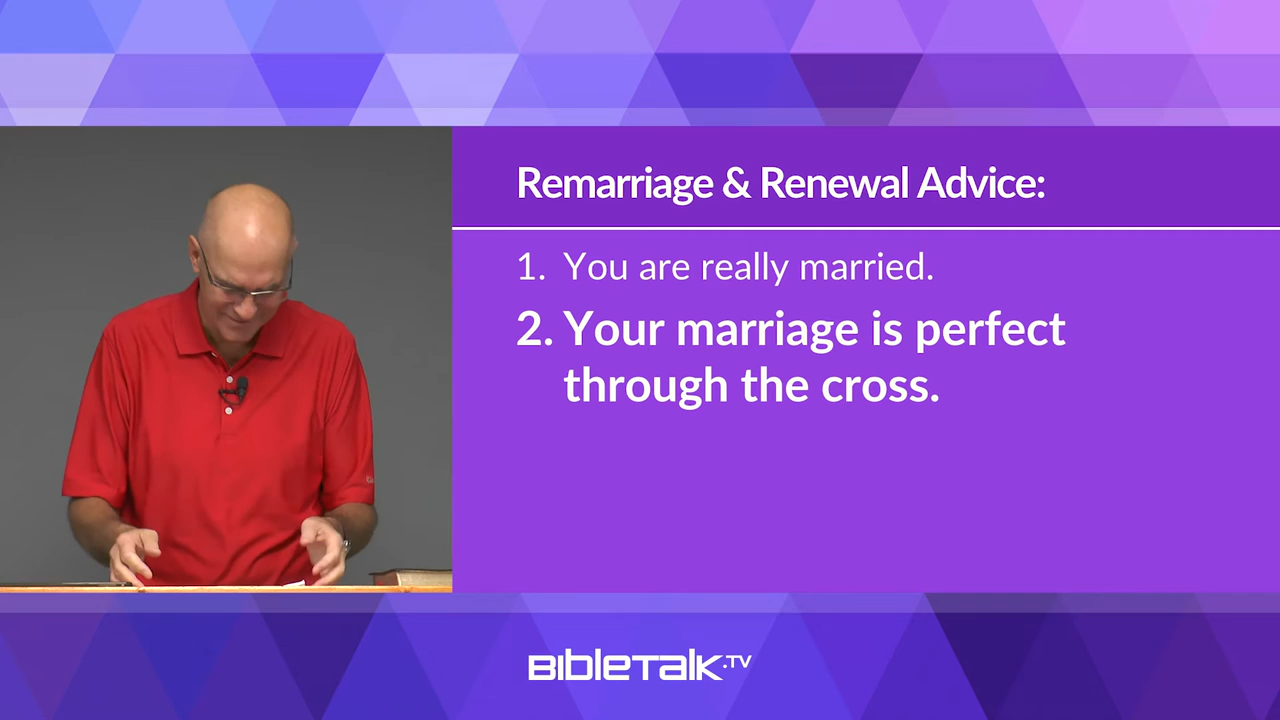 Remarriage & Renewal Advice:
1. You are really married.
2. Your marriage is perfect
through the cross.
BibleTalk.TV